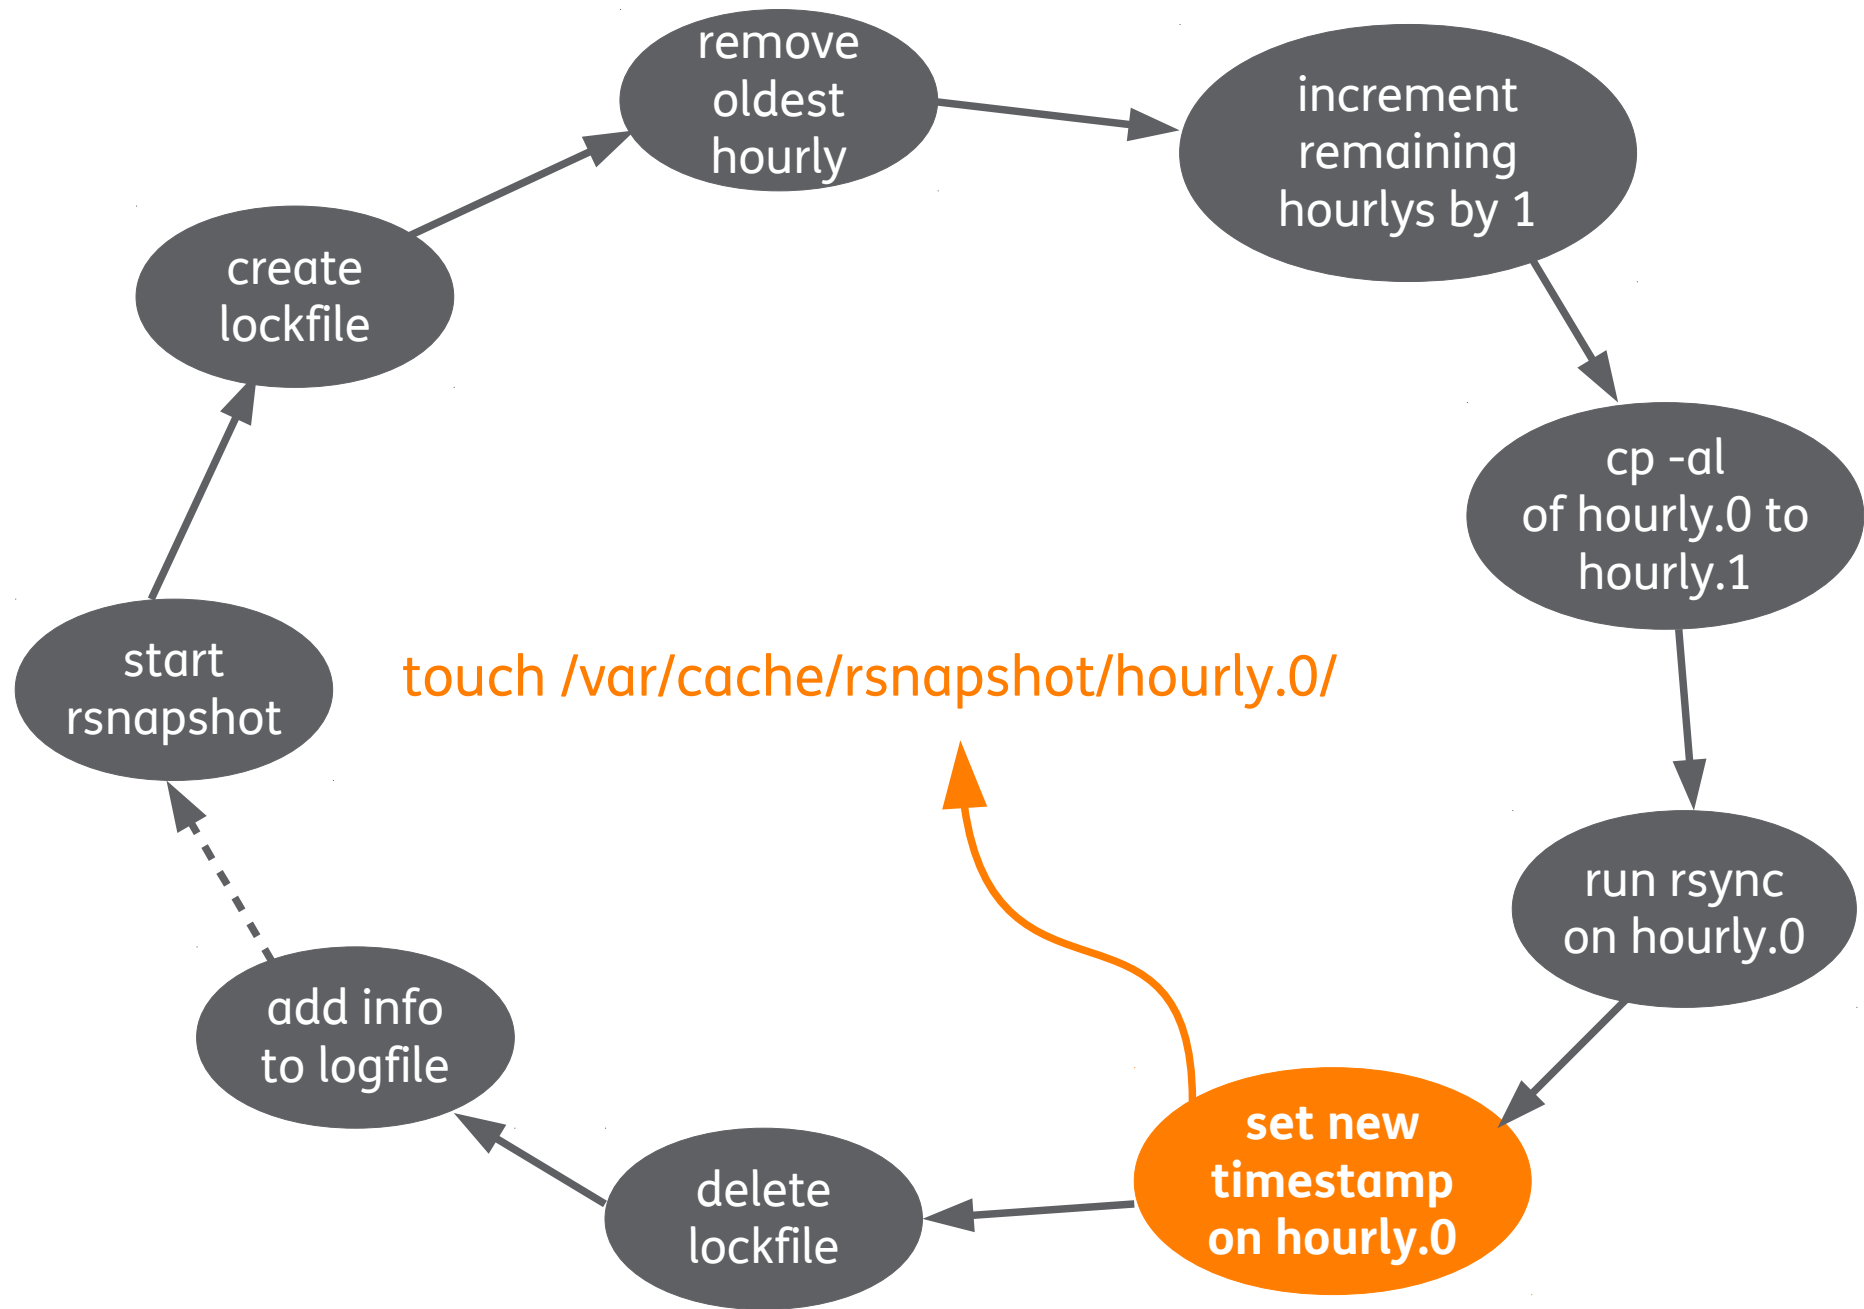 remove
oldest
hourly
increment
remaining
hourlys by 1
create
lockfile
cp -al
of hourly.0 to
hourly.1
start
rsnapshot
touch /var/cache/rsnapshot/hourly.0/
run rsync
on hourly.0
add info
to logfile
set new
timestamp
on hourly.0
delete
lockfile